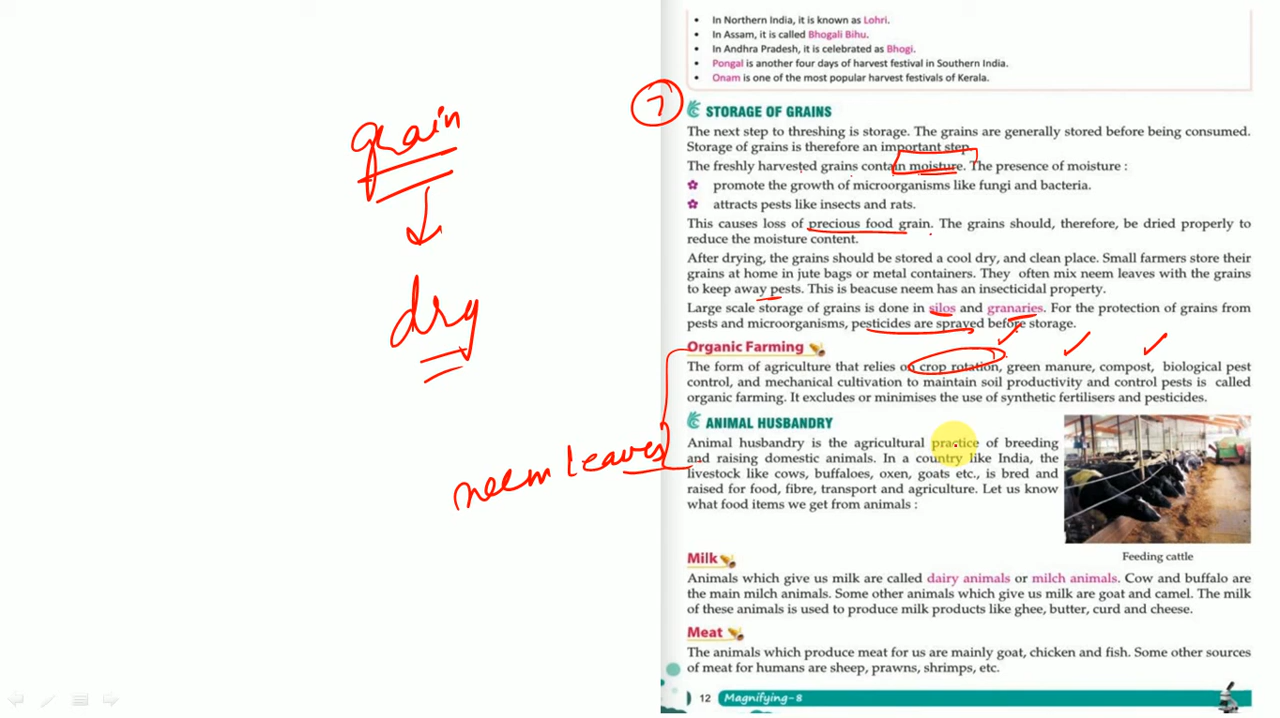 • In Northern India, it is known as Lohri.
• In Assam, it is called Bhogali Bihu.
• In Andhra Pradesh, it is celebrated as Bhogi.
• Pongal is another four days of harvest festival in Southern India.
• Onam is one of the most popular harvest festivals of Kerala.
7
STORAGE OF GRAINS
The next step to threshing is storage. The grains are generally stored before being consumed.
Storage of grains is therefore an important step.
The freshly harvested grains contain moisture. The presence of moisture :
promote the growth of microorganisms like fungi and bacteria.
attracts pests like insects and rats.
This causes loss of precious food grain. The grains should, therefore, be dried properly to
reduce the moisture content.
After drying, the grains should be stored a cool dry, and clean place. Small farmers store their
grains at home in jute bags or metal containers. They often mix neem leaves with the grains
to keep away pests. This is beacuse neem has an insecticidal property.
Large scale storage of grains is done in silos and granaries. For the protection of grains from
pests and microorganisms, pesticides are sprayed before storage.
Organic Farming
The form of agriculture that relies on crop rotation, green manure, compost, biological pest
control, and mechanical cultivation to maintain soil productivity and control pests is called
organic farming. It excludes or minimises the use of synthetic fertilisers and pesticides.
ANIMAL HUSBANDRY
Animal husbandry is the agricultural practice of breeding
and raising domestic animals. In a country like India, the
livestock like cows, buffaloes, oxen, goats etc., is bred and
raised for food, fibre, transport and agriculture. Let us know
what food items we get from animals :
Feeding cattle
Milk
Animals which give us milk are called dairy animals or milch animals. Cow and buffalo are
the main milch animals. Some other animals which give us milk are goat and camel. The milk
of these animals is used to produce milk products like ghee, butter, curd and cheese.
Meat
The animals which produce meat for us are mainly goat, chicken and fish. Some other sources
of meat for humans are sheep, prawns, shrimps, etc.
12 Magnifying-8
grain
dry
neem leaves